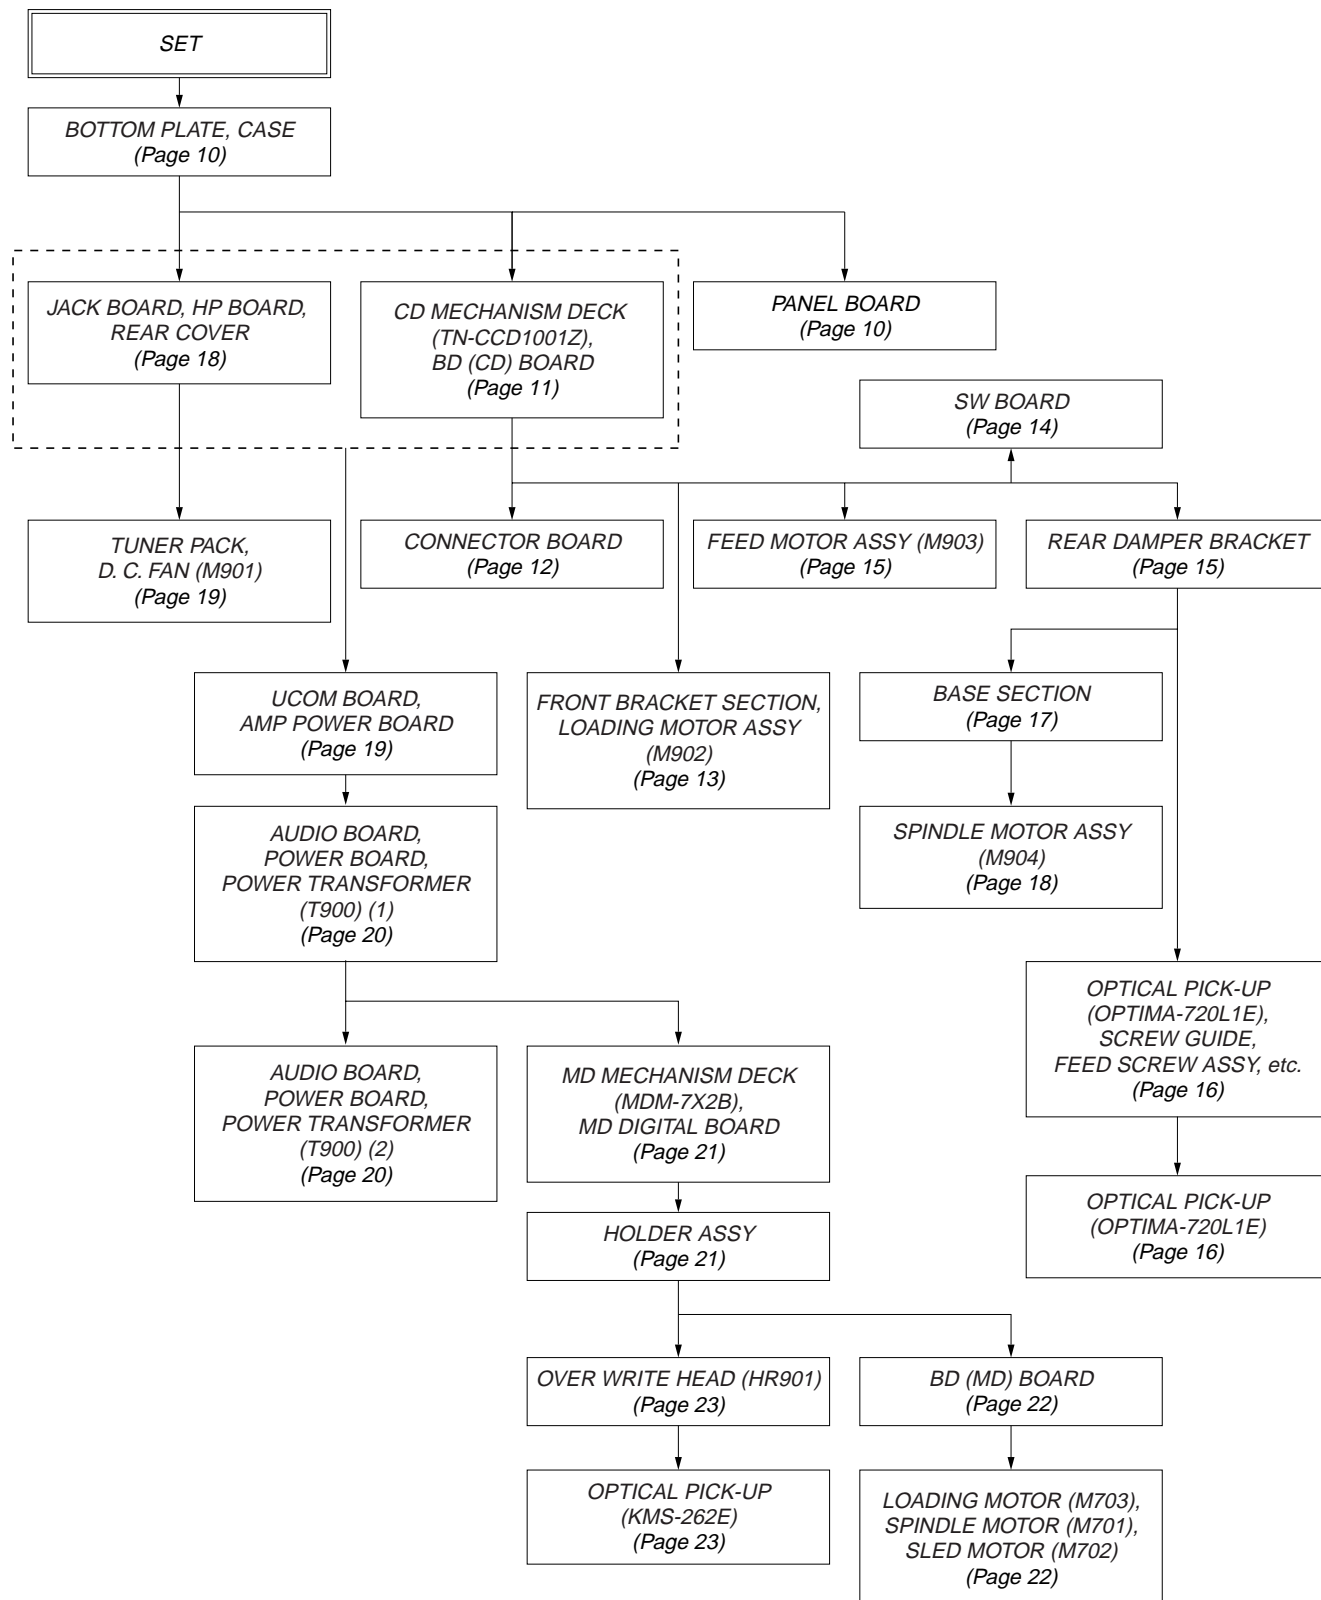 SET
BOTTOM PLATE, CASE
(Page 10)
JACK BOARD, HP BOARD,
REAR COVER
(Page 18)
CD MECHANISM DECK
(TN-CCD1001Z),
BD (CD) BOARD
(Page 11)
PANEL BOARD
(Page 10)
SW BOARD
(Page 14)
TUNER PACK,
D. C. FAN (M901)
(Page 19)
CONNECTOR BOARD
(Page 12)
FEED MOTOR ASSY (M903)
(Page 15)
REAR DAMPER BRACKET
(Page 15)
UCOM BOARD,
AMP POWER BOARD
(Page 19)
FRONT BRACKET SECTION,
LOADING MOTOR ASSY
(M902)
(Page 13)
BASE SECTION
(Page 17)
AUDIO BOARD,
POWER BOARD,
POWER TRANSFORMER
(T900) (1)
(Page 20)
SPINDLE MOTOR ASSY
(M904)
(Page 18)
OPTICAL PICK-UP
(OPTIMA-720L1E),
SCREW GUIDE,
FEED SCREW ASSY, etc.
(Page 16)
AUDIO BOARD,
POWER BOARD,
POWER TRANSFORMER
(T900) (2)
(Page 20)
MD MECHANISM DECK
(MDM-7X2B),
MD DIGITAL BOARD
(Page 21)
OPTICAL PICK-UP
(OPTIMA-720L1E)
(Page 16)
HOLDER ASSY
(Page 21)
OVER WRITE HEAD (HR901)
(Page 23)
BD (MD) BOARD
(Page 22)
OPTICAL PICK-UP
(KMS-262E)
(Page 23)
LOADING MOTOR (M703),
SPINDLE MOTOR (M701),
SLED MOTOR (M702)
(Page 22)